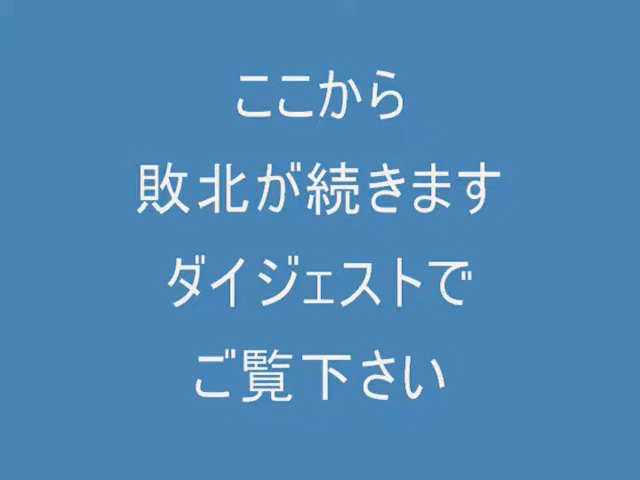 ここから
敗北が続きます
ダイジェストで
ご覧下さい